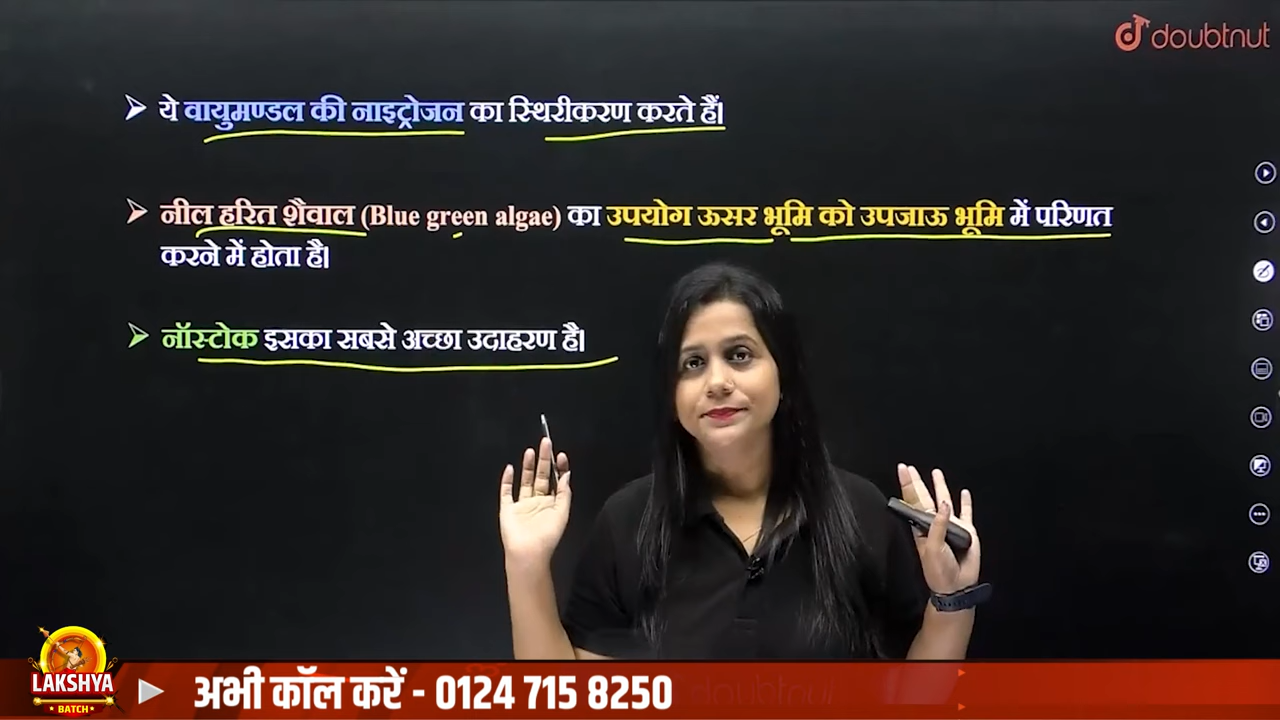 doubtnut
ये वायुमण्डल की नाइट्रोजन का स्थिरीकरण करते हैं।
नील हरित शैवाल (Blue green algae) का उपयोग ऊसर भूमि को उपजाऊ भूमि में परिणत
करने में होता है।
नॉस्टोक इसका सबसे अच्छा उदाहरण है।
LAKSHYA
BATCH
अभी कॉल करें - 0124 715 8250
doubtnut